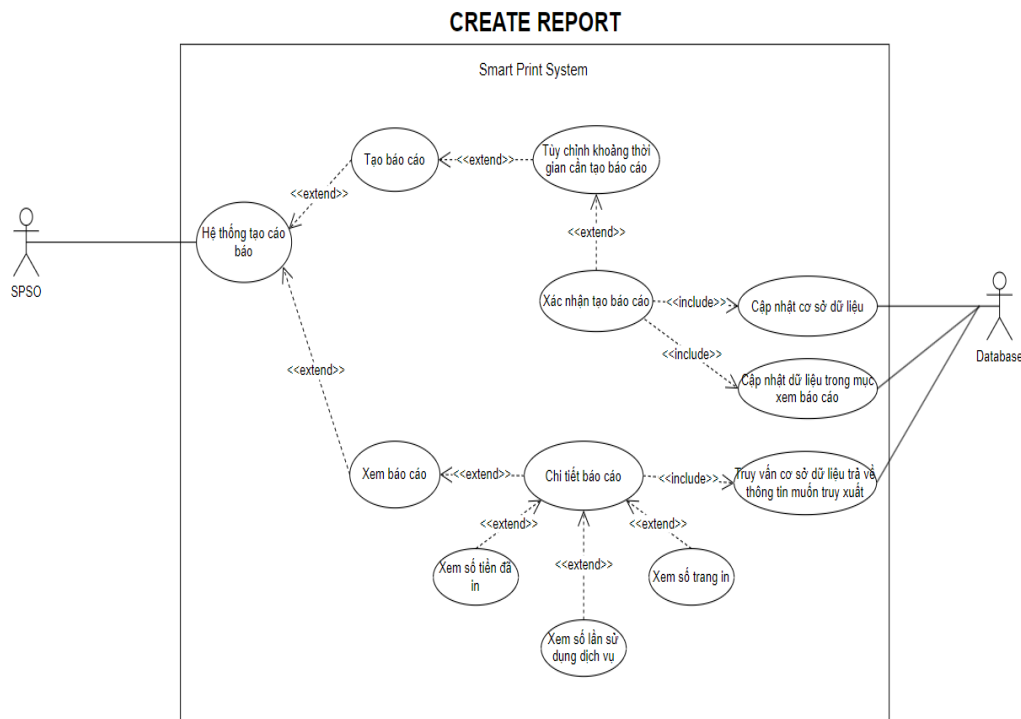 CREATE REPORT
Smart Print System
Tạo báo cáo
<<extend>>
Tùy chỉnh khoảng thời
gian cần tạo báo cáo
<<extend>>
Hệ thống tạo cáo
báo
<<extend>>
SPSO
Xác nhận tạo báo cáo
<<include>>
Cập nhật cơ sở dữ liệu
<<include>>
Database
<<extend>>
Cập nhật dữ liệu trong mục
xem báo cáo
Xem báo cáo
<<extend>>
Chi tiết báo cáo
<<include>>
Truy vấn cơ sở dữ liệu trả về
thông tin muốn truy xuất
<<extend>>
<<extend>>
<<extend>>
Xem số tiền đã
in
Xem số trang in
Xem số lần sử
dụng dịch vụ